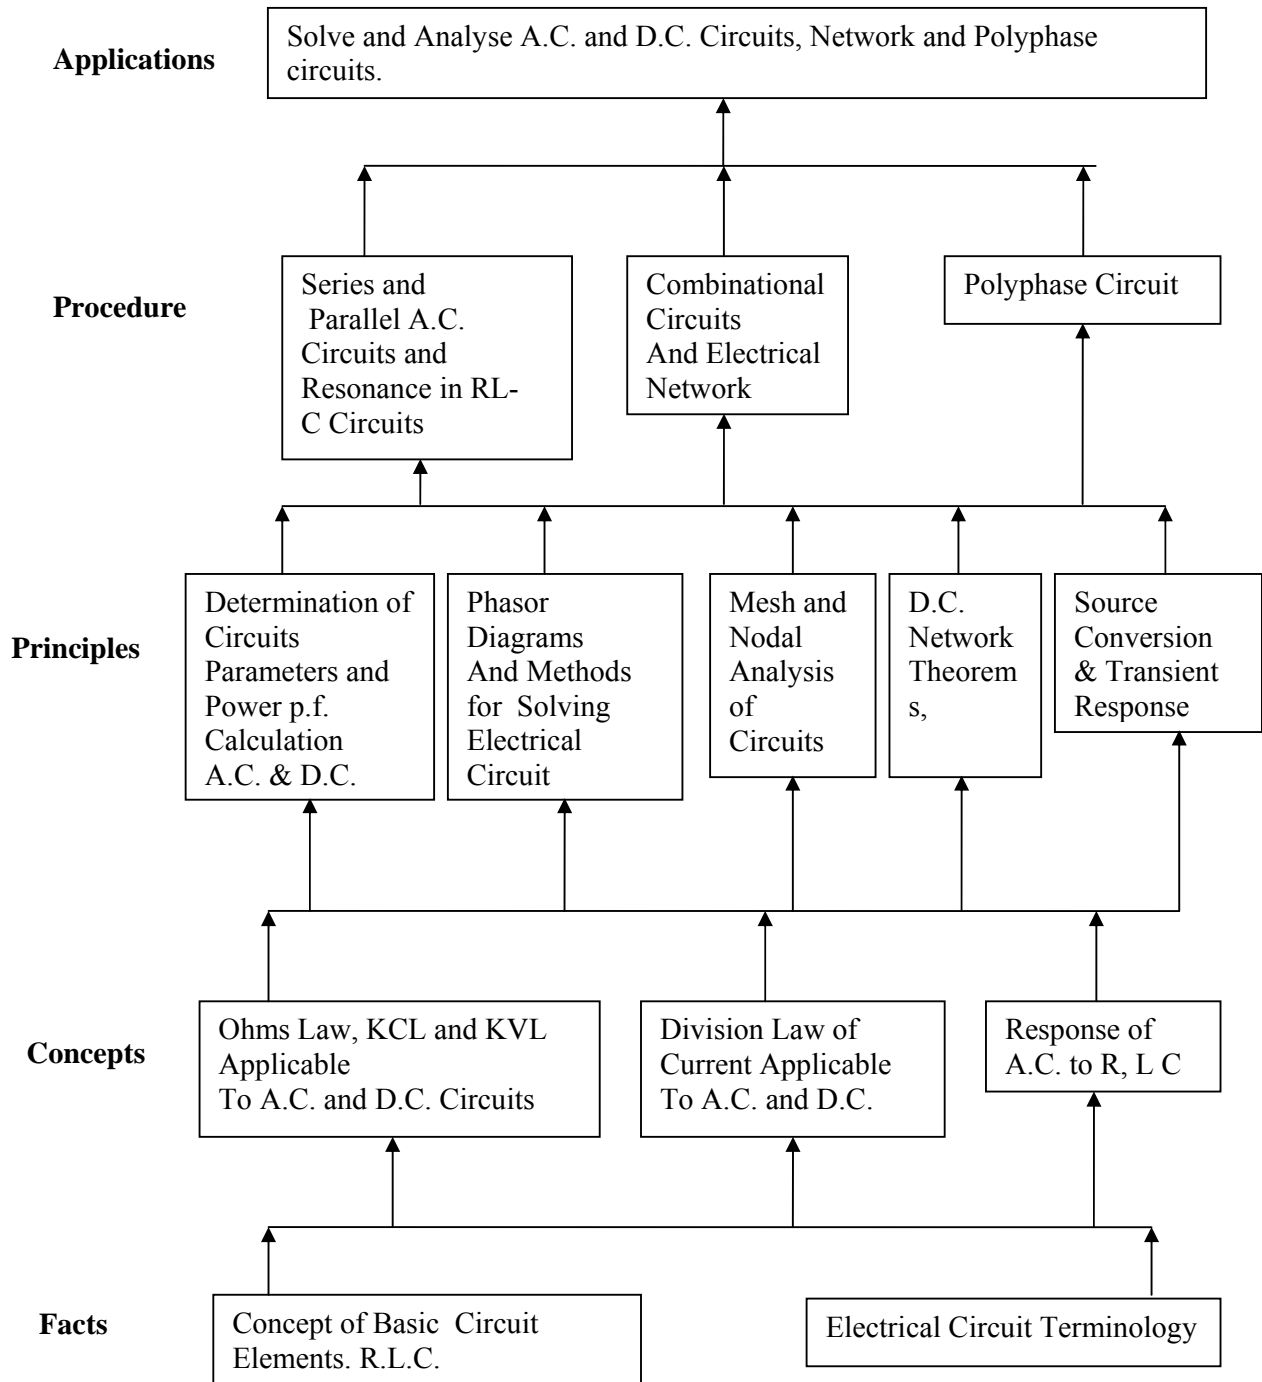 Applications
Solve and Analyse A.C. and D.C. Circuits, Network and Polyphase
circuits.
Procedure
Series and
Parallel A.C.
Circuits and
Resonance in RL-
C Circuits
Combinational
Circuits
And Electrical
Network
Polyphase Circuit
Principles
Determination of
Circuits
Parameters and
Power p.f.
Calculation
A.C. & D.C.
Phasor
Diagrams
And Methods
for Solving
Electrical
Circuit
Mesh and
Nodal
Analysis
of
Circuits
D.C.
Network
Theorem
s,
Source
Conversion
& Transient
Response
Concepts
Ohms Law, KCL and KVL
Applicable
To A.C. and D.C. Circuits
Division Law of
Current Applicable
To A.C. and D.C.
Response of
A.C. to R, L C
Facts
Concept of Basic Circuit
Elements. R.L.C.
Electrical Circuit Terminology